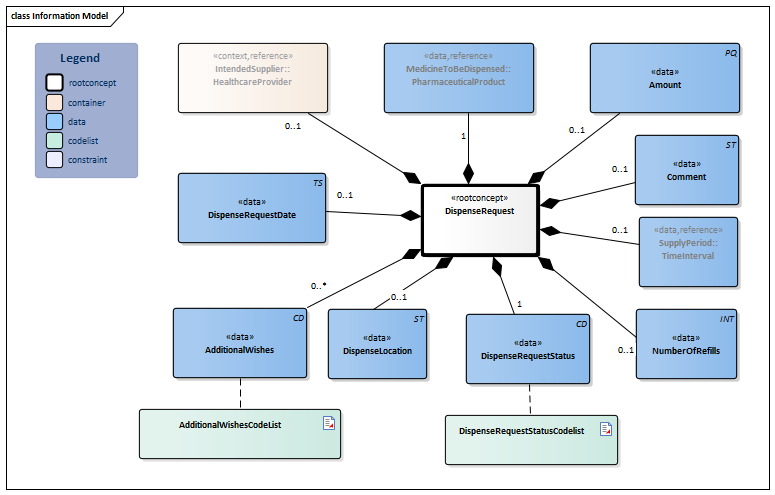 class Information Model
Legend
rootconcept
container
data
codelist
constraint
«context,reference»
IntendedSupplier::
HealthcareProvider
«data,reference»
MedicineToBeDispensed::
PharmaceuticalProduct
PQ
«data»
Amount
0..1
1
0..1
ST
«data»
Comment
0..1
TS
«data»
DispenseRequestDate
0..1
«rootconcept»
DispenseRequest
«data,reference»
SupplyPeriod::
TimeInterval
0..1
0..*
0..1
1
0..1
CD
«data»
AdditionalWishes
ST
«data»
DispenseLocation
CD
«data»
DispenseRequestStatus
INT
«data»
NumberOfRefills
AdditionalWishesCodeList
DispenseRequestStatusCodelist